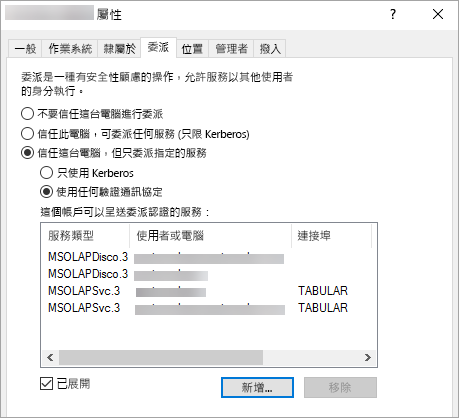 屬性
? ×
一般 作業系統 隸屬於 委派 位置 管理者 撥入
委派是一種有安全性顧慮的操作，允許服務以其他使用者
的身分執行。
不要信任這台電腦進行委派
信任此電腦，可委派任何服務 (只限 Kerberos)
信任這台電腦，但只委派指定的服務
只使用 Kerberos
使用任何驗證通訊協定
這個帳戶可以呈送委派認證的服務：
服務類型 使用者或電腦 連接埠
MSOLAPDisco.3
MSOLAPDisco.3
MSOLAPSvc.3 TABULAR
MSOLAPSvc.3 TABULAR
已展開 新增... 移除